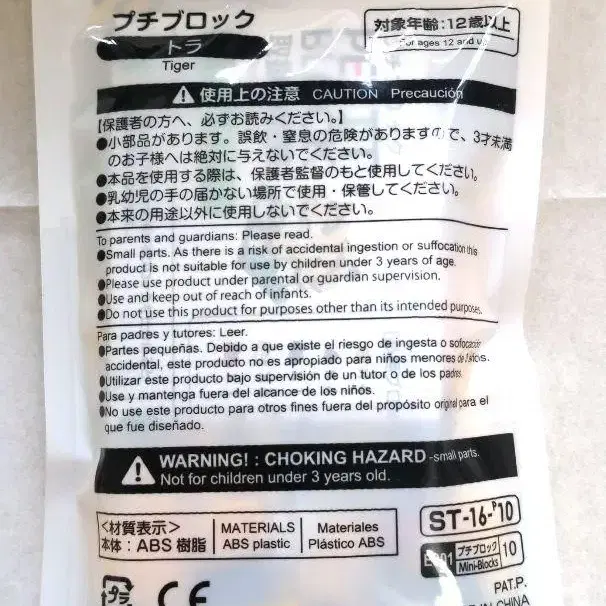 プチブロック
トラ
Tiger
対象年齢:12歳以上
For ages 12 and up
使用上の注意 CAUTION Precaución
【保護者の方へ、必ずお読みください。】
●小部品があります。誤飲・窒息の危険がありますので、3才未満
のお子様へは絶対に与えないでください。
●本品を使用する際は、保護者監督のもと使用してください。
●乳幼児の手の届かない場所で使用・保管してください。
●本来の用途以外に使用しないでください。
To parents and guardians: Please read.
●Small parts. As there is a risk of accidental ingestion or suffocation this
product is not suitable for use by children under 3 years of age.
●Please use product under parental or guardian supervision.
●Use and keep out of reach of infants.
●Do not use this product for purposes other than its intended purposes.
Para padres y tutores: Leer.
●Partes pequeñas. Debido a que existe el riesgo de ingesta o sofocación
accidental, este producto no es apropiado para niños menores de 3 años.
●Utilizar este producto bajo supervisión de un tutor o de los padres.
●Use y mantenga fuera del alcance de los niños.
●No use este producto para otros fines fuera del propósito original para el
que fue diseñado.
WARNING! : CHOKING HAZARD -small parts.
Not for children under 3 years old.
<材質表示>
本体:ABS樹脂
MATERIALS
ABS plastic
Materiales
Plástico ABS
ST-16-P10
プチブロック
Mini-Blocks
10
プラ
CE
PAT.P.
IN CHINA